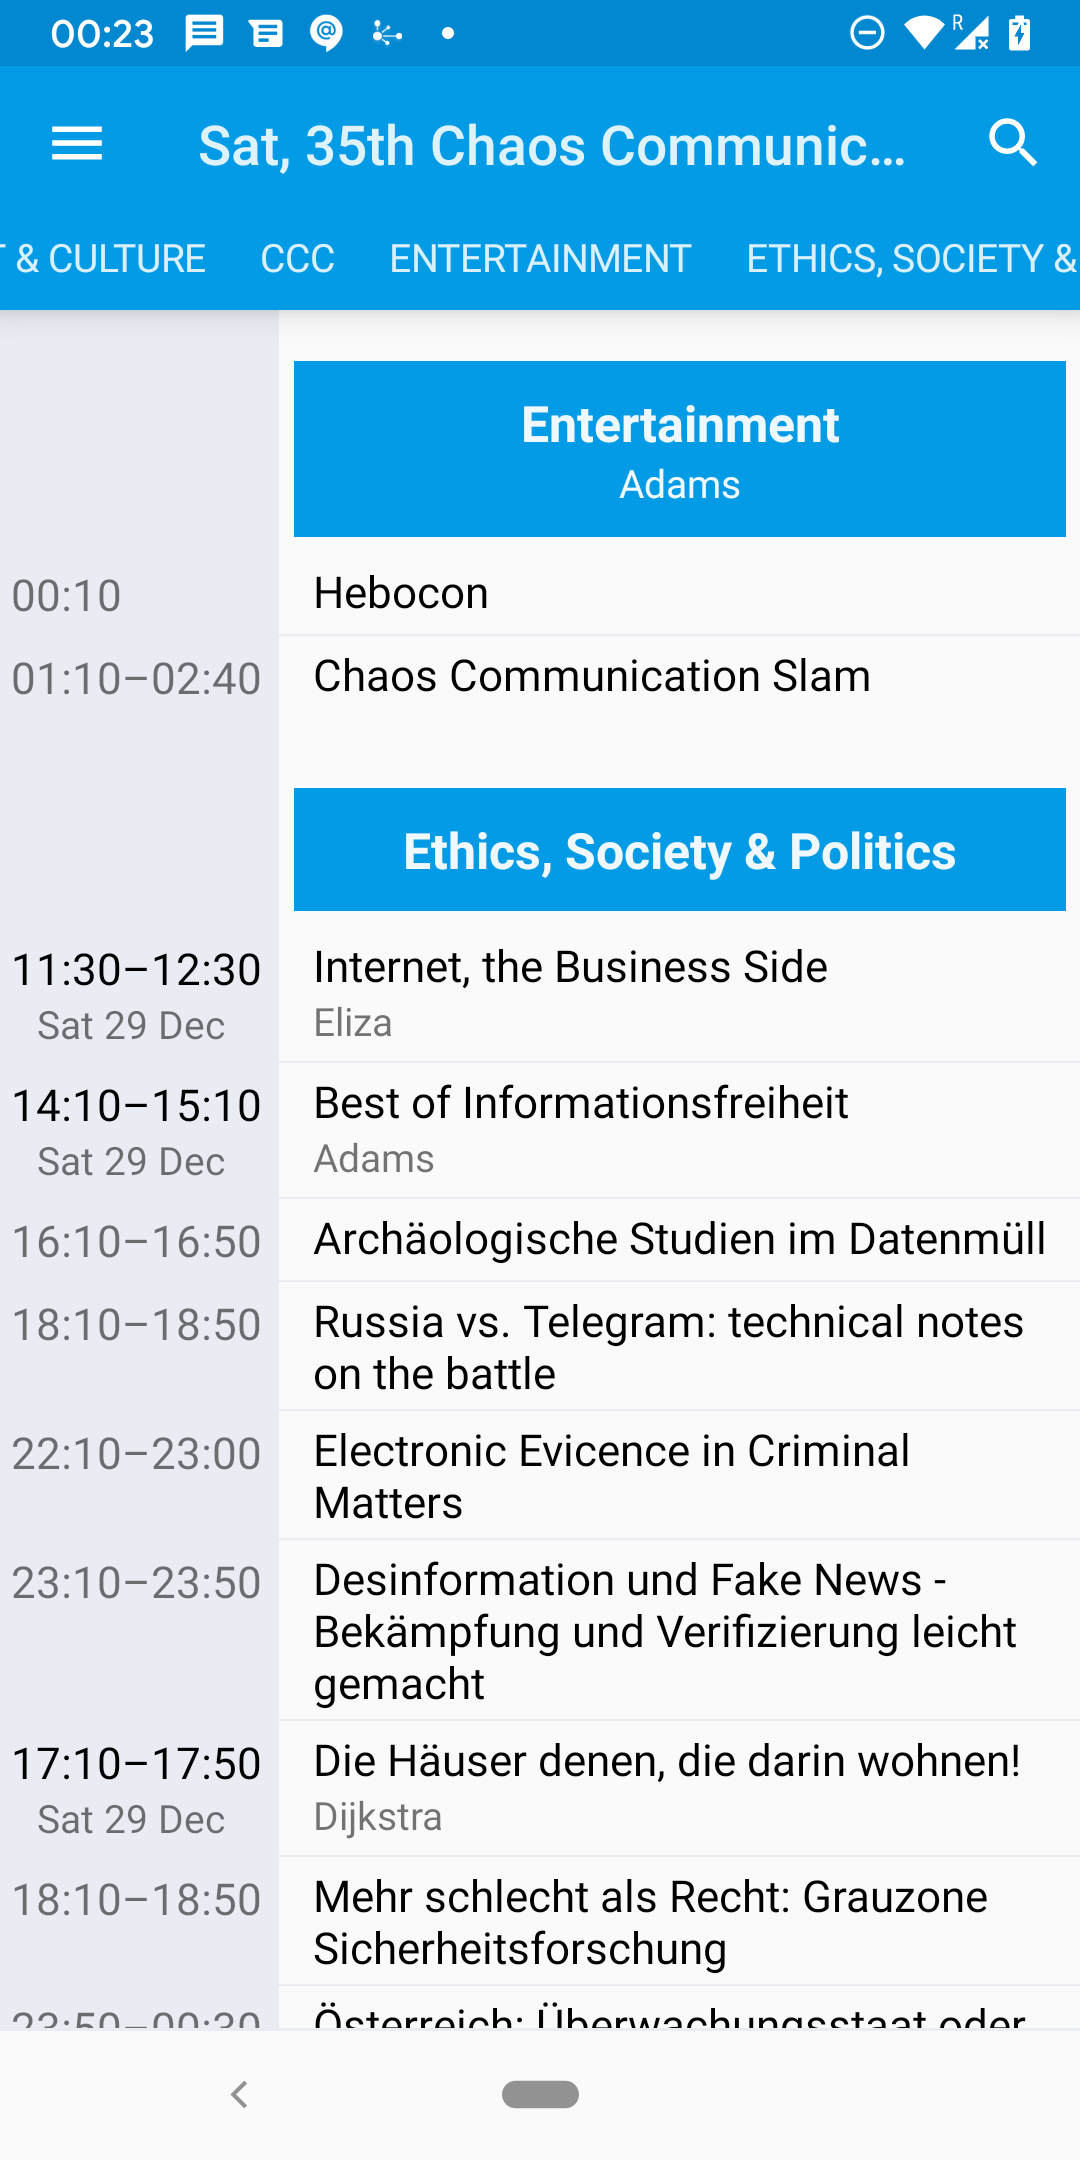 00:23
R
Sat, 35th Chaos Communic...
& CULTURE CCC ENTERTAINMENT ETHICS, SOCIETY &
Entertainment
Adams
00:10 Hebocon
01:10–02:40 Chaos Communication Slam
Ethics, Society & Politics
11:30–12:30 Internet, the Business Side
Sat 29 Dec Eliza
14:10–15:10 Best of Informationsfreiheit
Sat 29 Dec Adams
16:10–16:50 Archäologische Studien im Datenmüll
18:10–18:50 Russia vs. Telegram: technical notes
on the battle
22:10–23:00 Electronic Evicence in Criminal
Matters
23:10–23:50 Desinformation und Fake News -
Bekämpfung und Verifizierung leicht
gemacht
17:10–17:50 Die Häuser denen, die darin wohnen!
Sat 29 Dec Dijkstra
18:10–18:50 Mehr schlecht als Recht: Grauzone
Sicherheitsforschung
23:50–00:30 Österreich: Überwachungsstaat oder